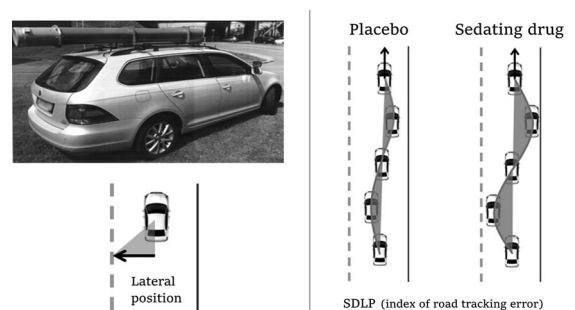 Placebo
Sedating drug
Lateral
position
SDLP (index of road tracking error)